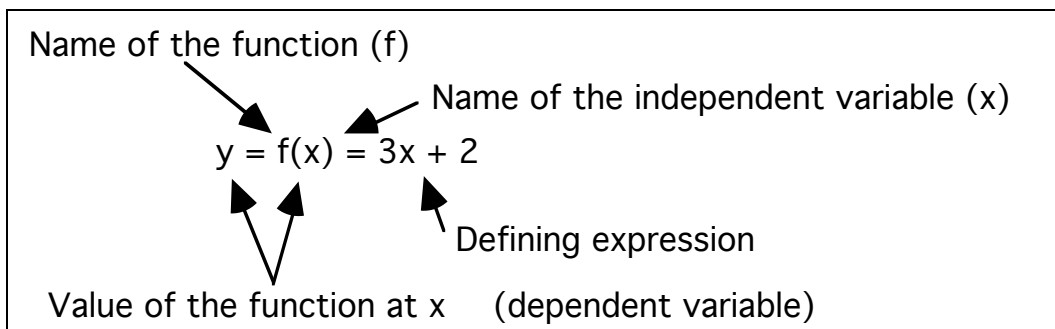 Name of the function (f)
Name of the independent variable (x)
y = f(x) = 3x + 2
Defining expression
Value of the function at x (dependent variable)